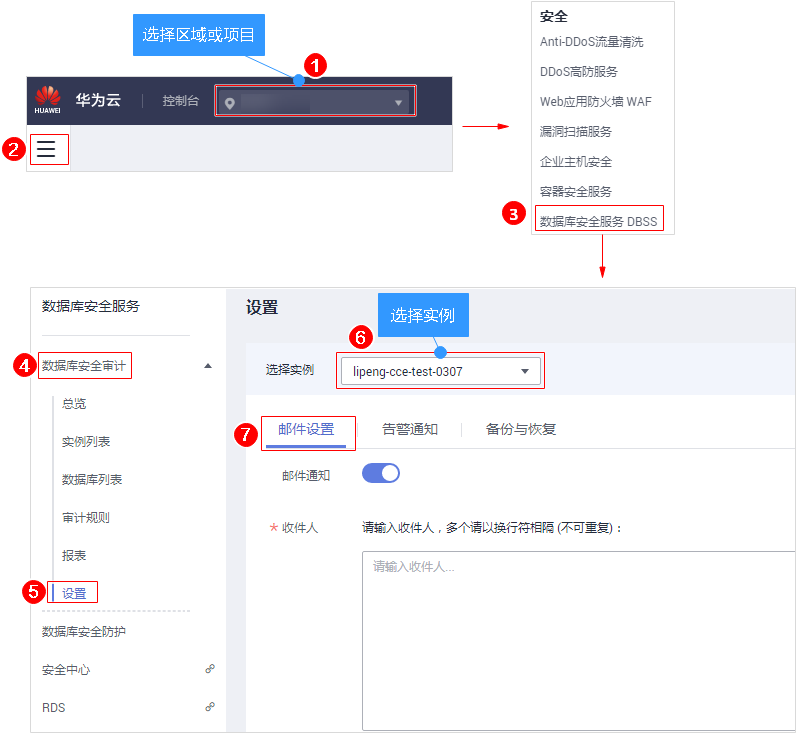 选择区域或项目
1
HUAWEI
华为云
控制台
2
安全
Anti-DDoS流量清洗
DDoS高防服务
Web应用防火墙 WAF
漏洞扫描服务
企业主机安全
容器安全服务
3
数据库安全服务 DBSS
数据库安全服务
4
数据库安全审计
总览
实例列表
数据库列表
审计规则
报表
5
设置
数据库安全防护
安全中心
RDS
设置
选择实例
6
选择实例
lipeng-cce-test-0307
7
邮件设置
告警通知
备份与恢复
邮件通知
* 收件人
请输入收件人，多个请以换行符相隔 (不可重复)：
请输入收件人...